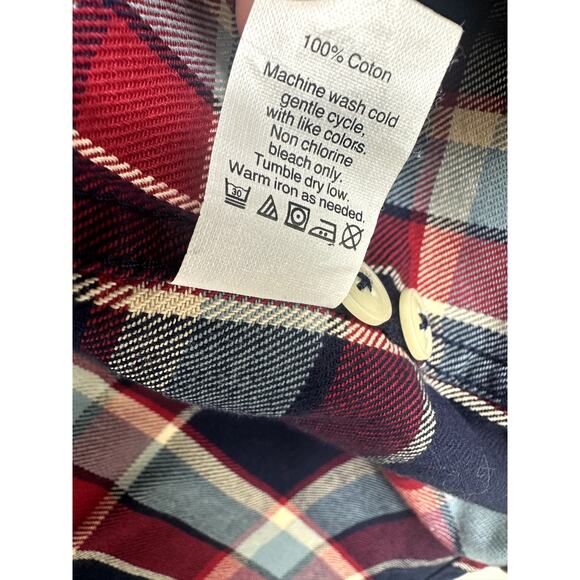 100% Coton
Machine wash cold
gentle cycle,
with like colors.
Non chlorine
bleach only.
Tumble dry low.
Warm iron as needed.
30